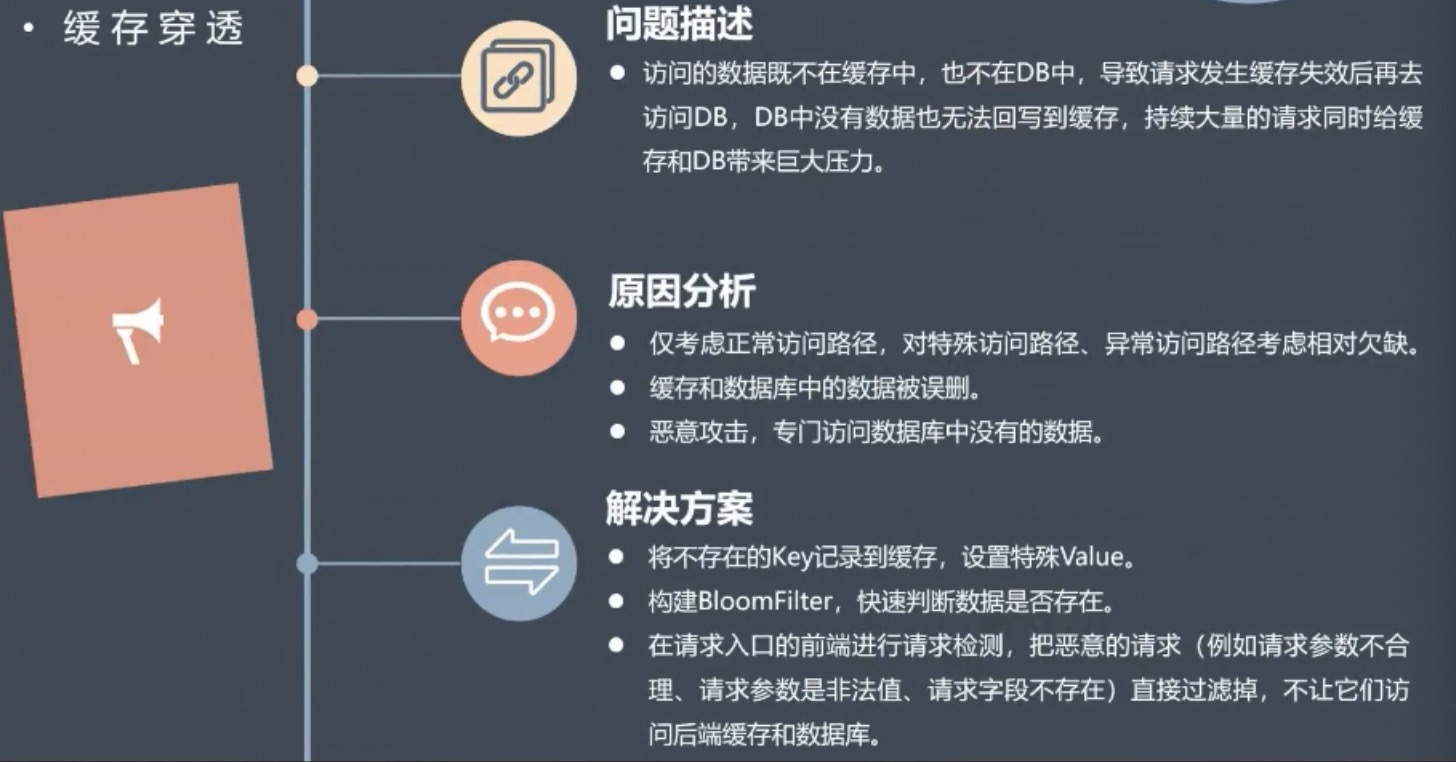 • 缓存穿透
问题描述
● 访问的数据既不在缓存中，也不在DB中，导致请求发生缓存失效后再去
访问DB，DB中没有数据也无法回写到缓存，持续大量的请求同时给缓
存和DB带来巨大压力。
原因分析
● 仅考虑正常访问路径，对特殊访问路径、异常访问路径考虑相对欠缺。
● 缓存和数据库中的数据被误删。
● 恶意攻击，专门访问数据库中没有的数据。
解决方案
● 将不存在的Key记录到缓存，设置特殊Value。
● 构建BloomFilter，快速判断数据是否存在。
● 在请求入口的前端进行请求检测，把恶意的请求（例如请求参数不合
理、请求参数是非法值、请求字段不存在）直接过滤掉，不让它们访
问后端缓存和数据库。